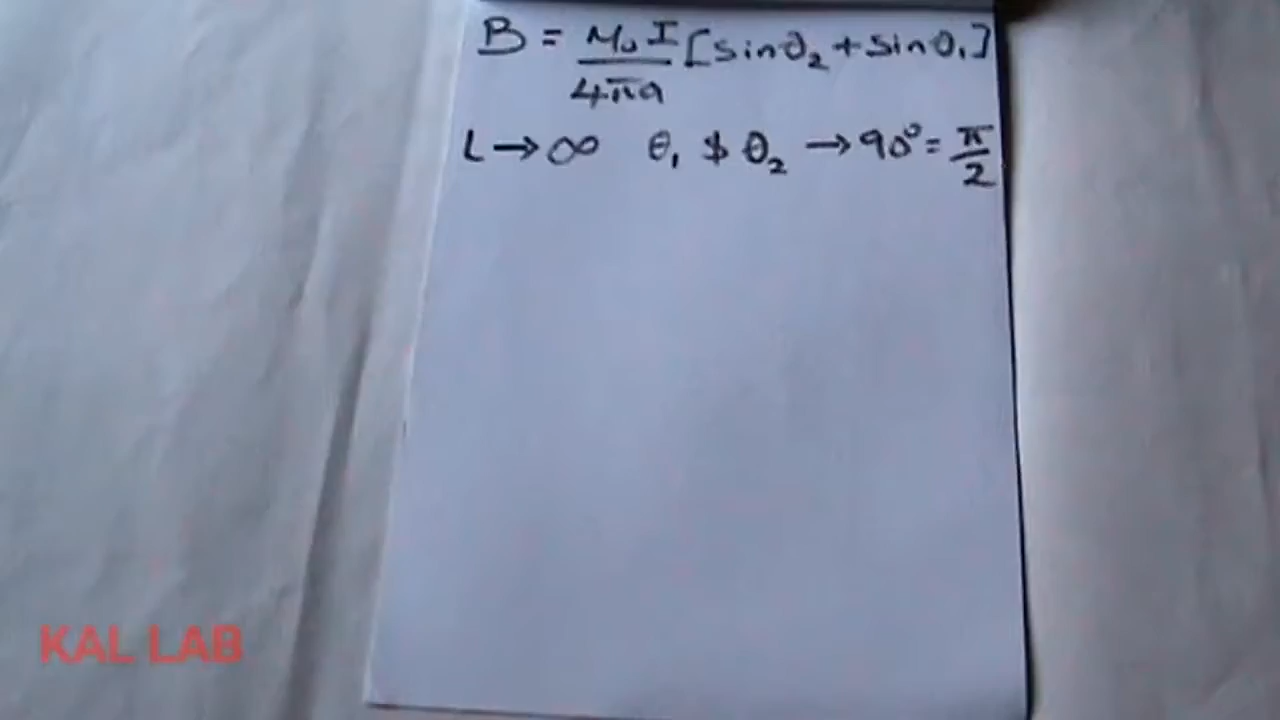 B = μ₀I/4πa [sinθ₂ + sinθ₁]
L → ∞ θ₁ $ θ₂ → 90° = π/2
KAL LAB